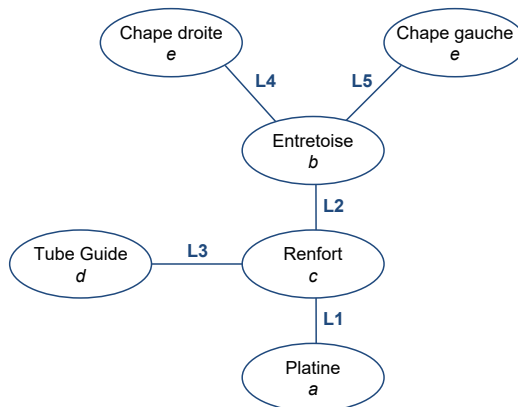 Chape droite
e
Chape gauche
e
L4
L5
Entretoise
b
L2
Tube Guide
d
L3
Renfort
c
L1
Platine
a